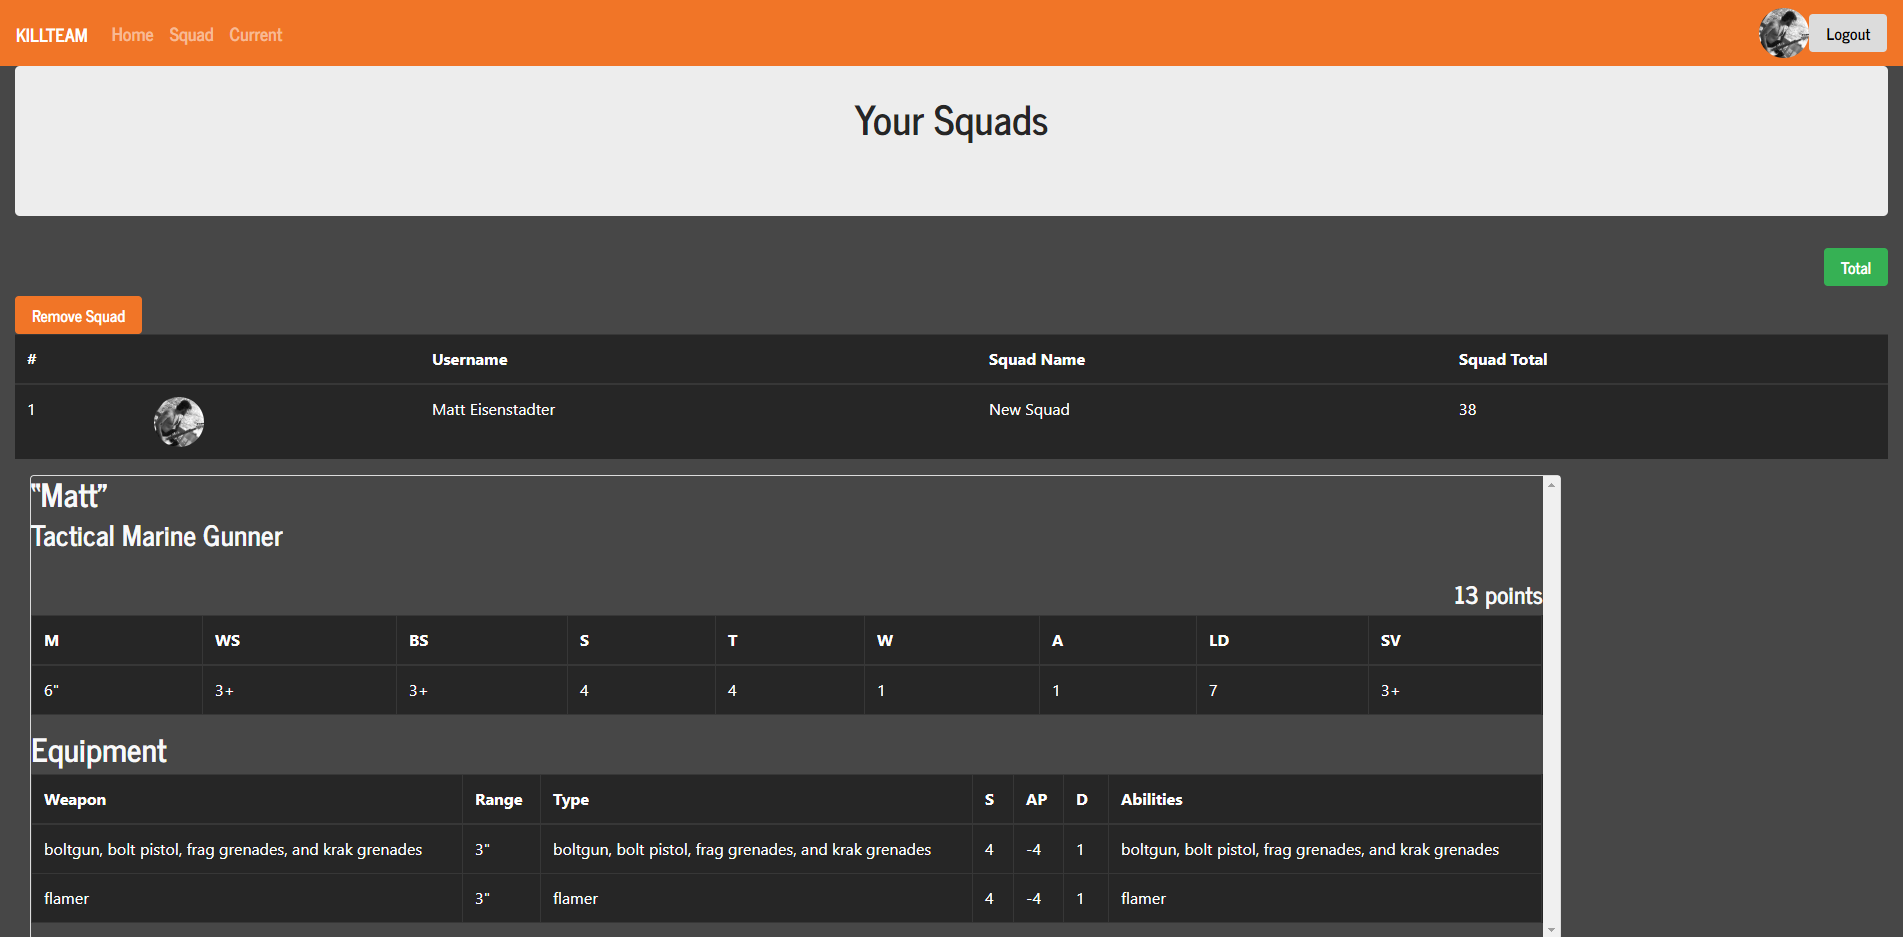 KILLTEAM Home Squad Current Logout
Your Squads
Total
Remove Squad
# Username Squad Name Squad Total
1 Matt Eisenstadter New Squad 38
“Matt”
Tactical Marine Gunner
13 points
M WS BS S T W A LD SV
6" 3+ 3+ 4 4 1 1 7 3+
Equipment
Weapon Range Type S AP D Abilities
boltgun, bolt pistol, frag grenades, and krak grenades 3" boltgun, bolt pistol, frag grenades, and krak grenades 4 -4 1 boltgun, bolt pistol, frag grenades, and krak grenades
flamer 3" flamer 4 -4 1 flamer